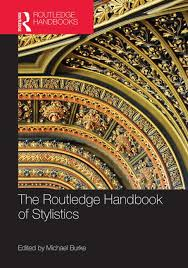 ROUTLEDGE
HANDBOOKS
The Routledge Handbook
of Stylistics
Edited by Michael Burke